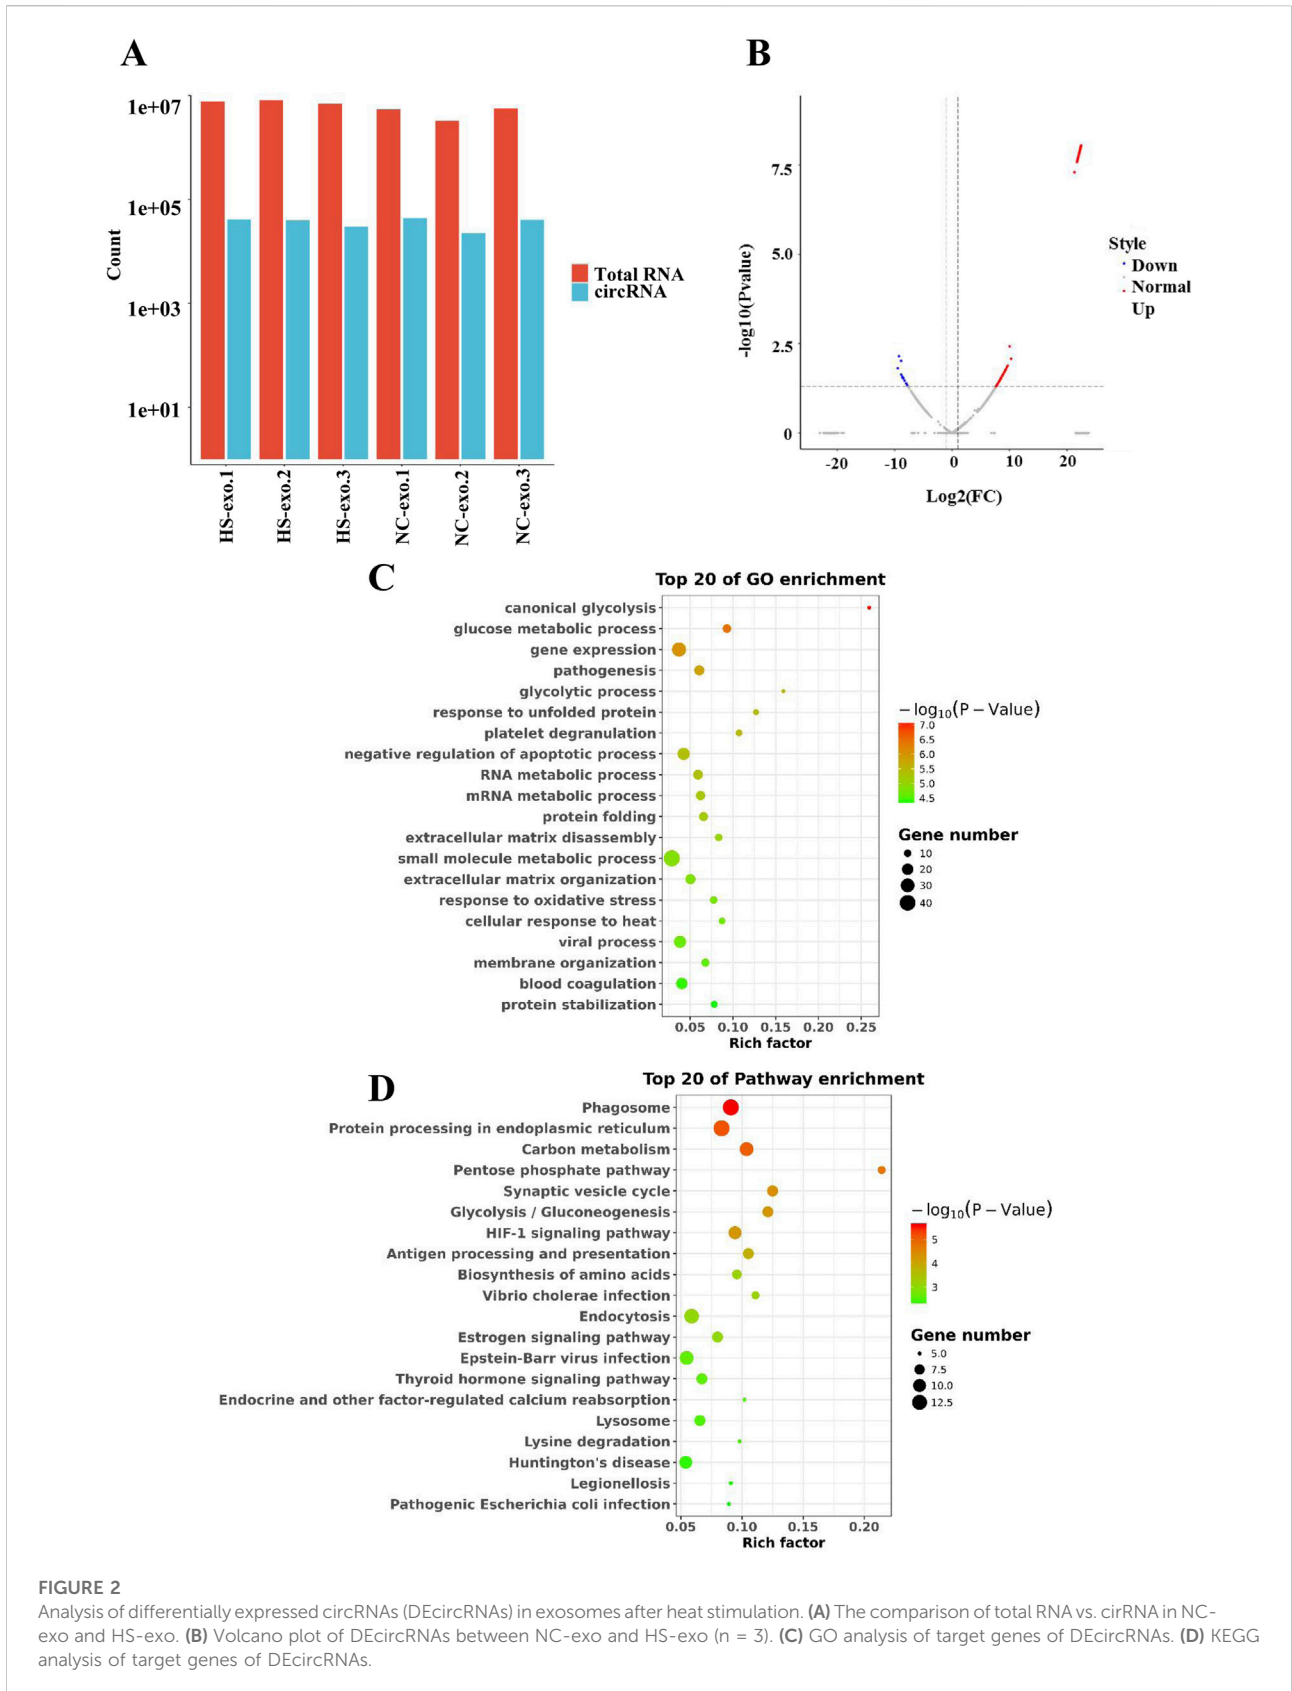 A
1e+07
1e+05
1e+03
1e+01
Count
HS-exo.1
HS-exo.2
HS-exo.3
NC-exo.1
NC-exo.2
NC-exo.3
Total RNA
circRNA
B
7.5
5.0
2.5
0
-log10(Pvalue)
-20
-10
0
10
20
Log2(FC)
Style
Down
Normal
Up
C
Top 20 of GO enrichment
canonical glycolysis
glucose metabolic process
gene expression
pathogenesis
glycolytic process
response to unfolded protein
platelet degranulation
negative regulation of apoptotic process
RNA metabolic process
mRNA metabolic process
protein folding
extracellular matrix disassembly
small molecule metabolic process
extracellular matrix organization
response to oxidative stress
cellular response to heat
viral process
membrane organization
blood coagulation
protein stabilization
0.05 0.10 0.15 0.20 0.25
Rich factor
−log10(P−Value)
7.0
6.5
6.0
5.5
5.0
4.5
Gene number
10
20
30
40
D
Top 20 of Pathway enrichment
Phagosome
Protein processing in endoplasmic reticulum
Carbon metabolism
Pentose phosphate pathway
Synaptic vesicle cycle
Glycolysis / Gluconeogenesis
HIF-1 signaling pathway
Antigen processing and presentation
Biosynthesis of amino acids
Vibrio cholerae infection
Endocytosis
Estrogen signaling pathway
Epstein-Barr virus infection
Thyroid hormone signaling pathway
Endocrine and other factor-regulated calcium reabsorption
Lysosome
Lysine degradation
Huntington's disease
Legionellosis
Pathogenic Escherichia coli infection
0.05 0.10 0.15 0.20
Rich factor
−log10(P−Value)
5
4
3
Gene number
5.0
7.5
10.0
12.5
FIGURE 2
Analysis of differentially expressed circRNAs (DEcircRNAs) in exosomes after heat stimulation. (A) The comparison of total RNA vs. cirRNA in NC-
exo and HS-exo. (B) Volcano plot of DEcircRNAs between NC-exo and HS-exo (n = 3). (C) GO analysis of target genes of DEcircRNAs. (D) KEGG
analysis of target genes of DEcircRNAs.